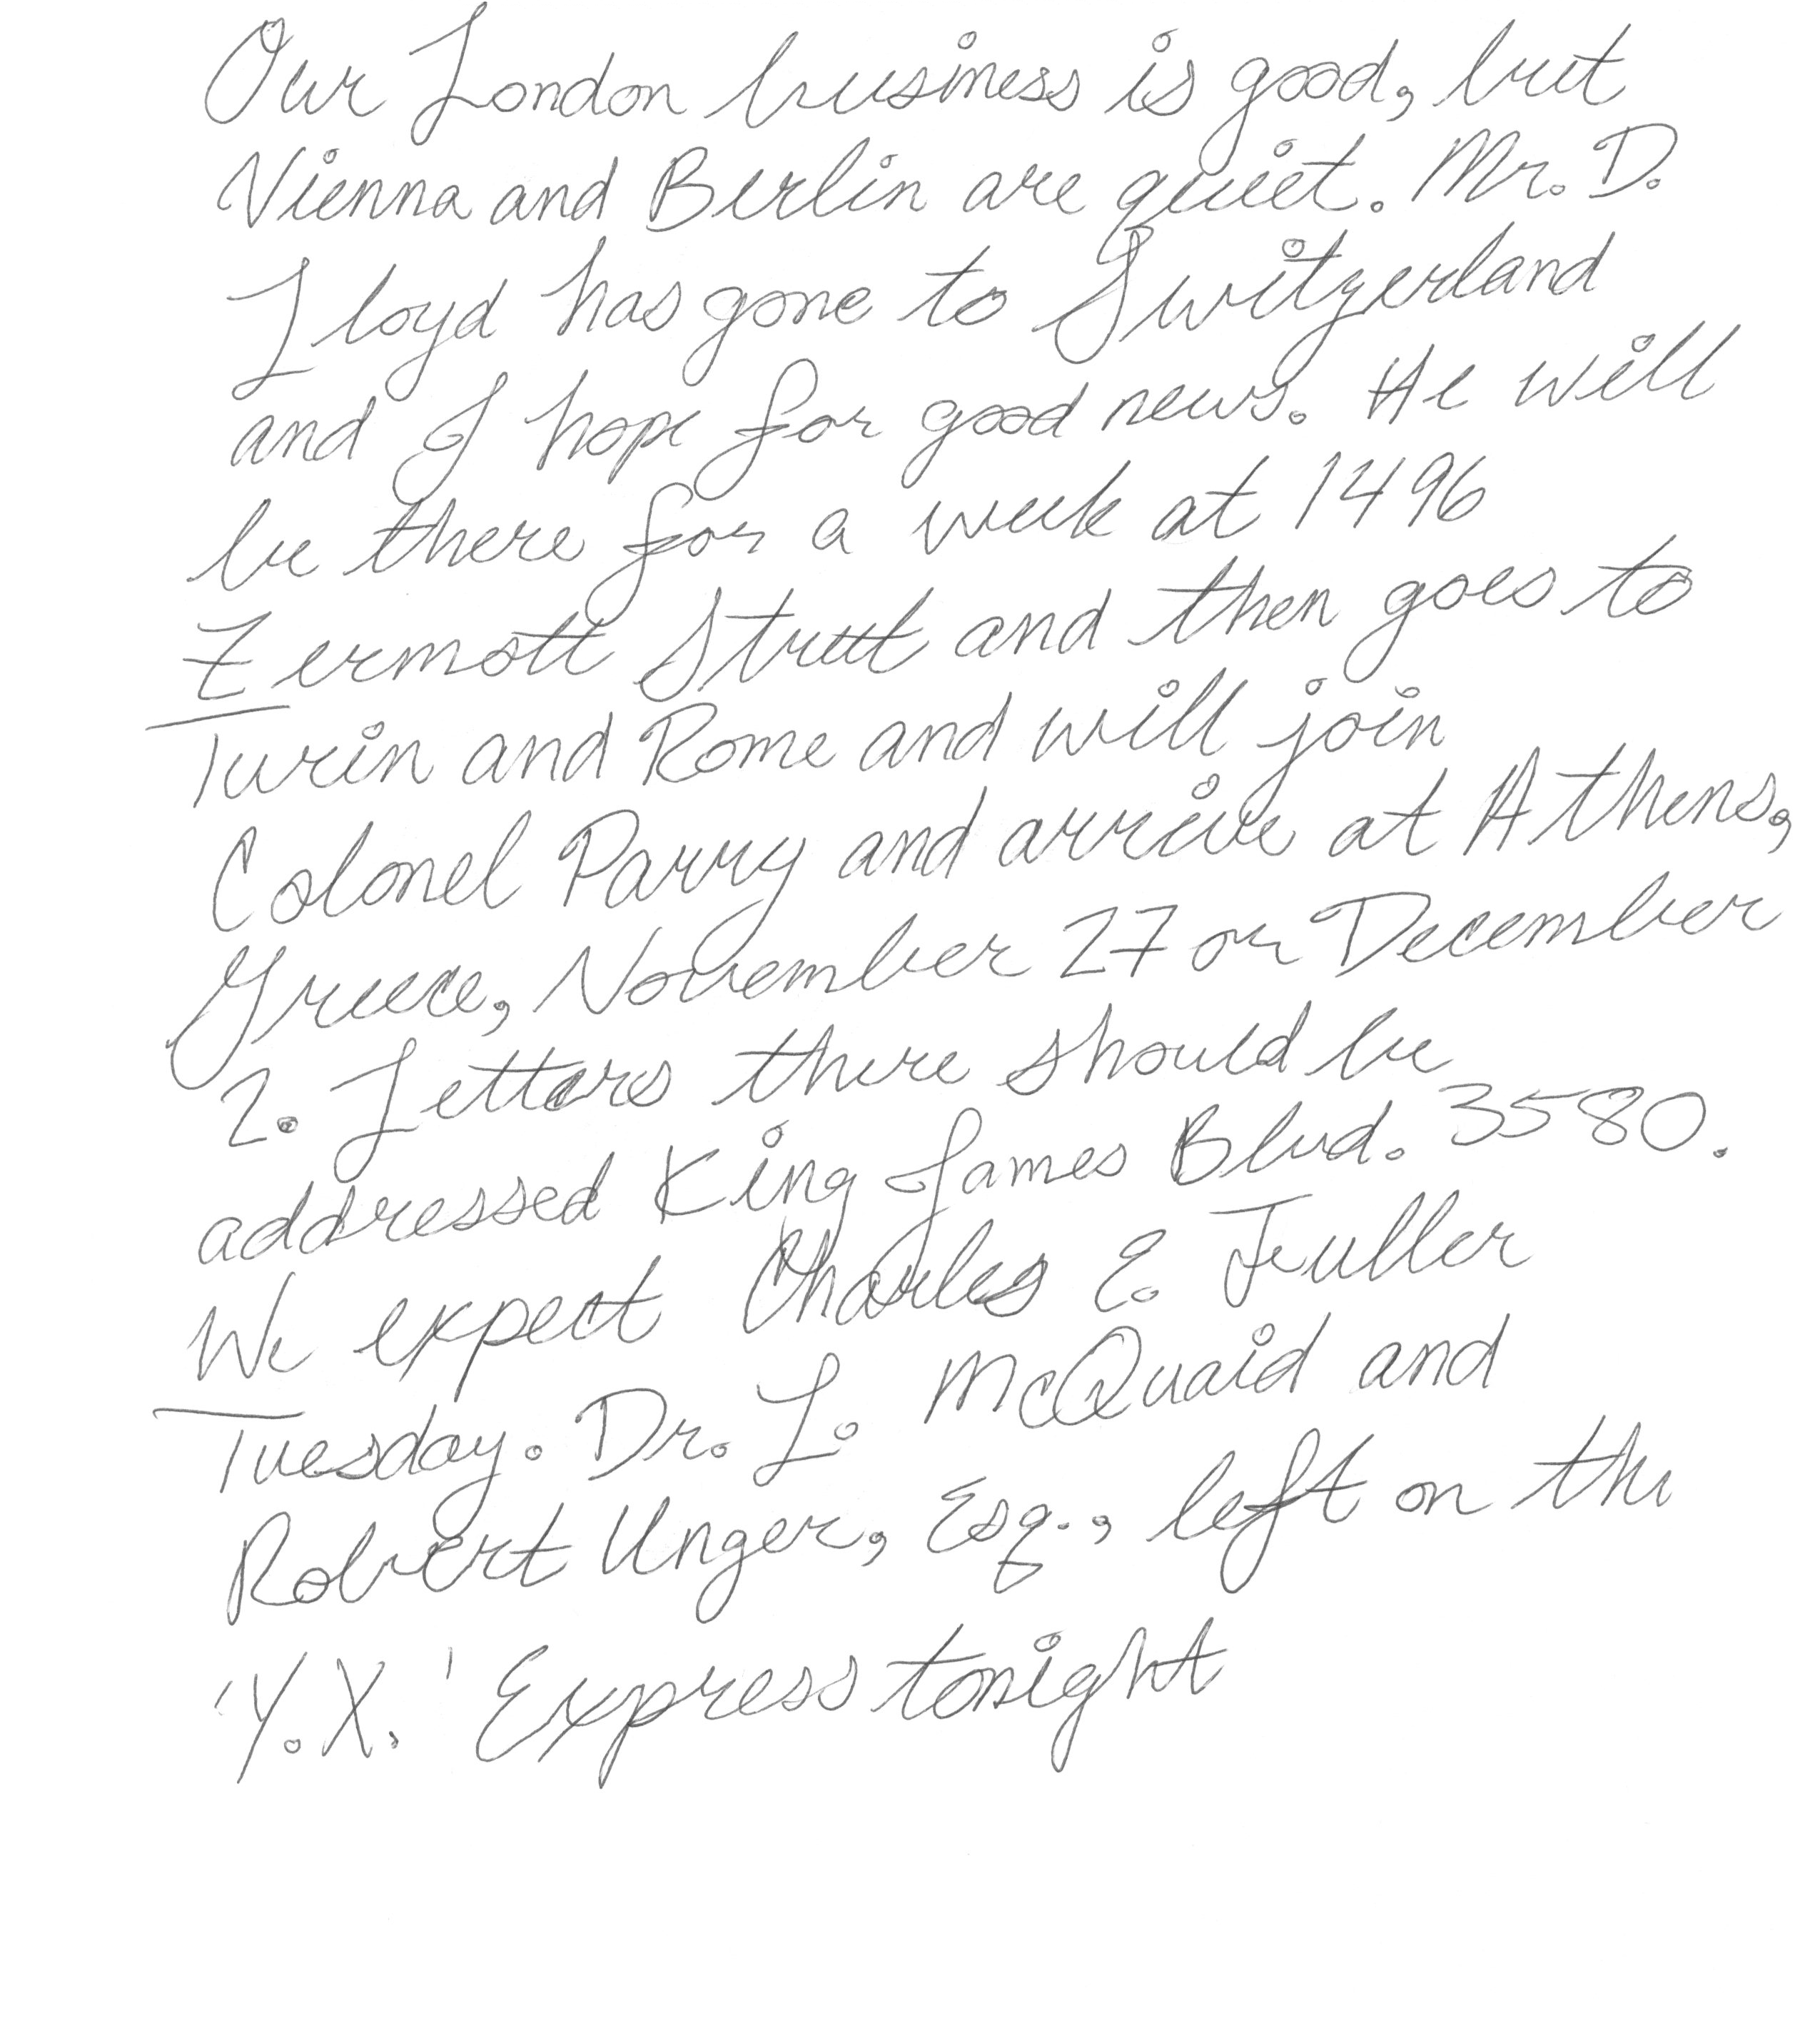 Our London business is good, but
Vienna and Berlin are quiet. Mr. D.
Lloyd has gone to Switzerland
and I hope for good news. He will
be there for a week at 1496
Zermott Street and then goes to
Turin and Rome and will join
Colonel Parry and arrive at Athens,
Greece, November 27 or December
2. Letters there should be
addressed King James Blvd. 3580.
We expect Charles E. Fuller
Tuesday. Dr. L. McQuaid and
Robert Unger, Esq., left on the
'Y.X.' Express tonight